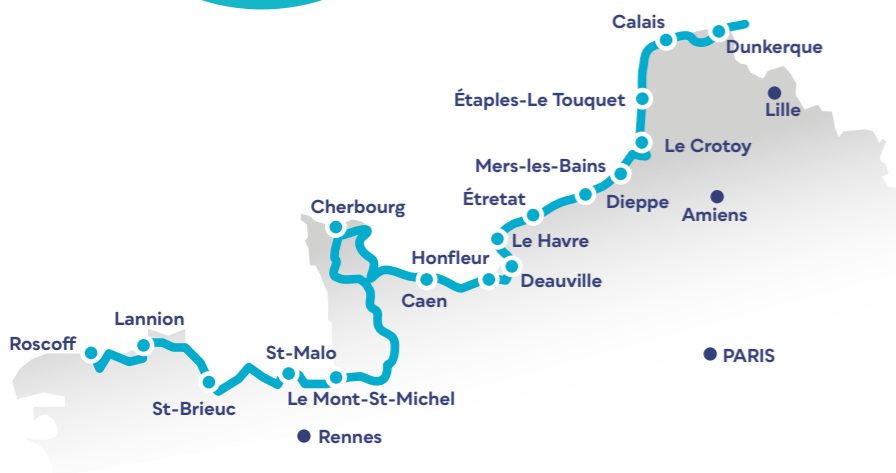 Calais
Dunkerque
Étaples-Le Touquet
Lille
Le Crotoy
Mers-les-Bains
Étretat
Dieppe
Amiens
Cherbourg
Le Havre
Honfleur
Deauville
Caen
Lannion
Roscoff
St-Malo
PARIS
St-Brieuc
Le Mont-St-Michel
Rennes